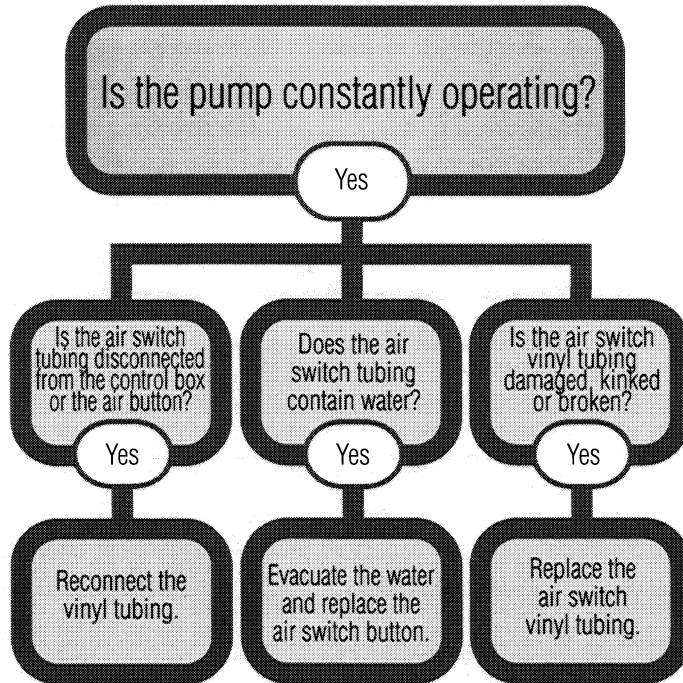 Is the pump constantly operating?
Yes
Is the air switch
tubing disconnected
from the control box
or the air button?
Yes
Reconnect the
vinyl tubing.
Does the air
switch tubing
contain water?
Yes
Evacuate the water
and replace the
air switch button.
Is the air switch
vinyl tubing
damaged, kinked
or broken?
Yes
Replace the
air switch
vinyl tubing.